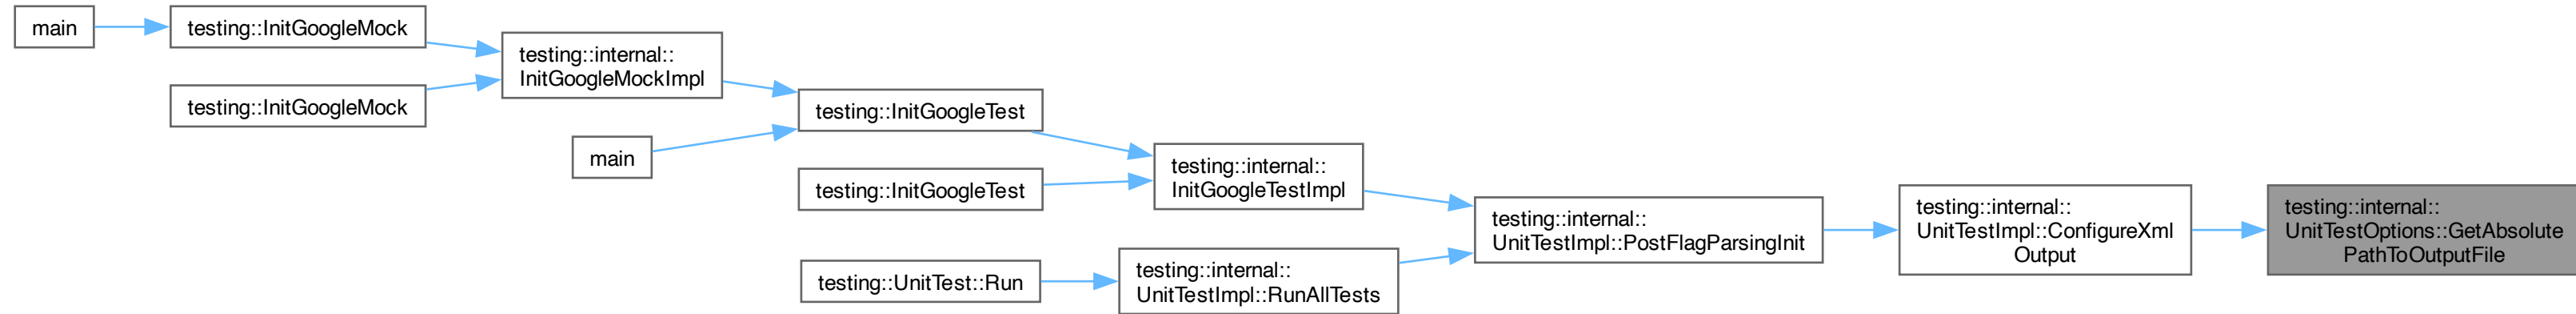 main
testing::InitGoogleMock
testing::InitGoogleMock
testing::internal::
InitGoogleMockImpl
main
testing::InitGoogleTest
testing::InitGoogleTest
testing::UnitTest::Run
testing::internal::
InitGoogleTestImpl
testing::internal::
UnitTestImpl::RunAllTests
testing::internal::
UnitTestImpl::PostFlagParsingInit
testing::internal::
UnitTestImpl::ConfigureXml
Output
testing::internal::
UnitTestOptions::GetAbsolute
PathToOutputFile